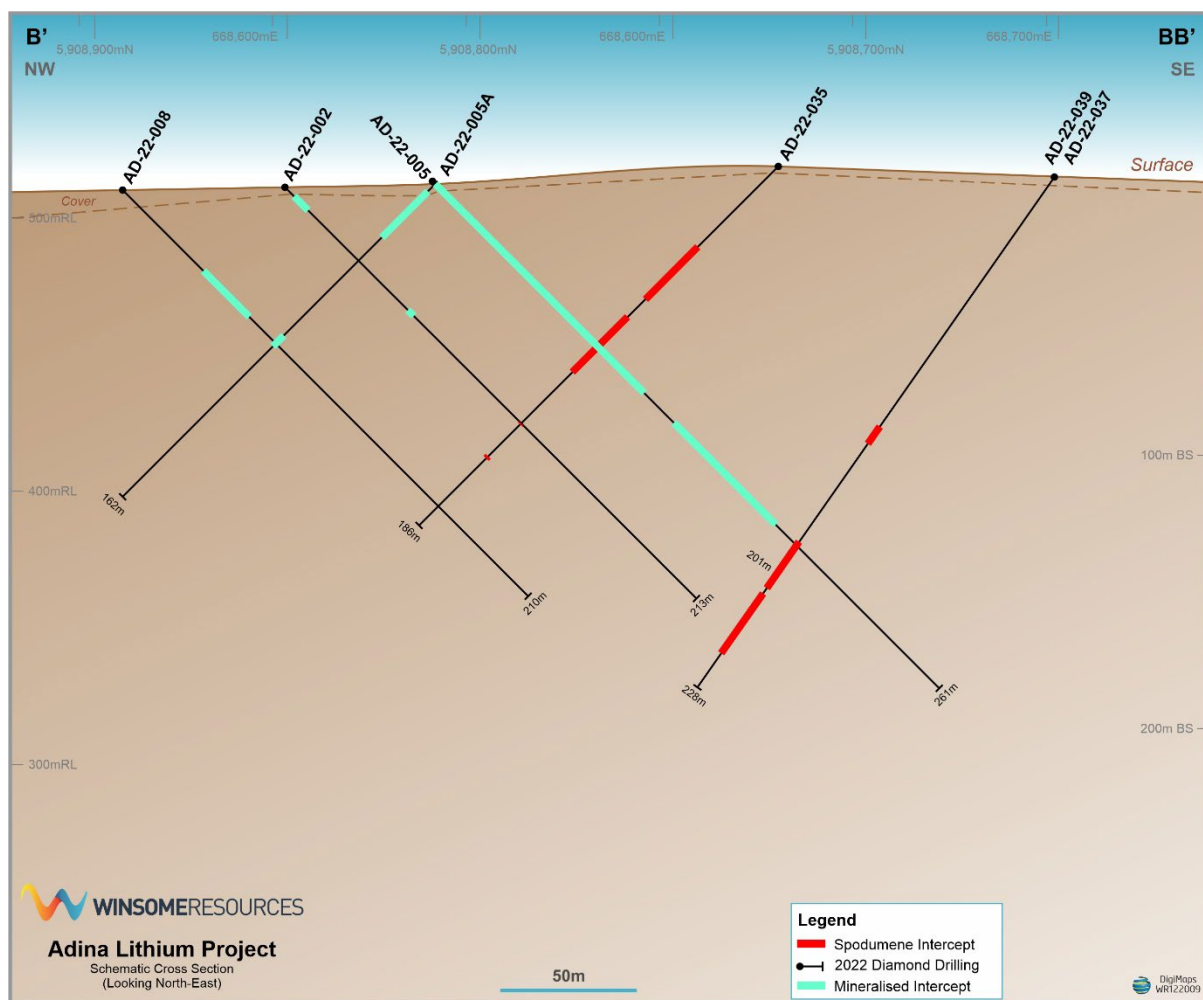 B'
NW
5,908,900mN
668,600mE
5,908,800mN
668,600mE
5,908,700mN
668,700mE
BB'
SE
AD-22-008
AD-22-002
AD-22-005
AD-22-005A
AD-22-035
AD-22-039
AD-22-037
Surface
Cover
500mRL
100m BS
400mRL
162m
186m
201m
210m
213m
228m
261m
200m BS
300mRL
WINSOMERESOURCES
Adina Lithium Project
Schematic Cross Section
(Looking North-East)
50m
Legend
Spodumene Intercept
2022 Diamond Drilling
Mineralised Intercept
DigiMaps
WR122009